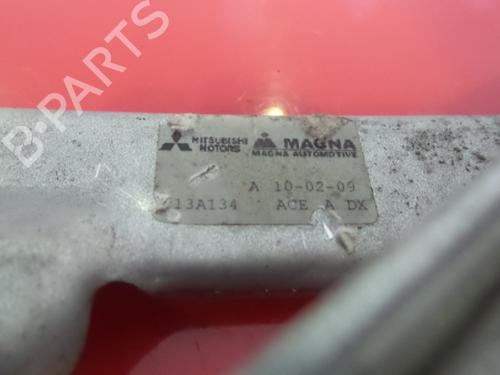 B-PARTS
MITSUBISHI
MOTORS
MAGNA
MAGNA AUTOMOTIVE
A 10-02-09
13A134 ACE A DX